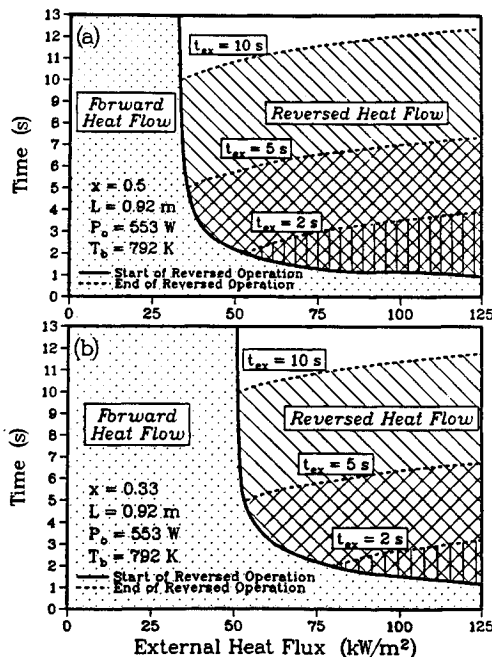 (a)
t_ex = 10 s
Forward
Heat Flow
Reversed Heat Flow
t_ex = 5 s
x = 0.5
L = 0.92 m
P_o = 553 W
T_b = 792 K
t_ex = 2 s
Start of Reversed Operation
End of Reversed Operation
Time (s)
13
12
11
10
9
8
7
6
5
4
3
2
1
0
0
25
50
75
100
125
(b)
t_ex = 10 s
Forward
Heat Flow
Reversed Heat Flow
t_ex = 5 s
x = 0.33
L = 0.92 m
P_o = 553 W
T_b = 792 K
t_ex = 2 s
Start of Reversed Operation
End of Reversed Operation
Time (s)
13
12
11
10
9
8
7
6
5
4
3
2
1
0
0
25
50
75
100
125
External Heat Flux (kW/m²)